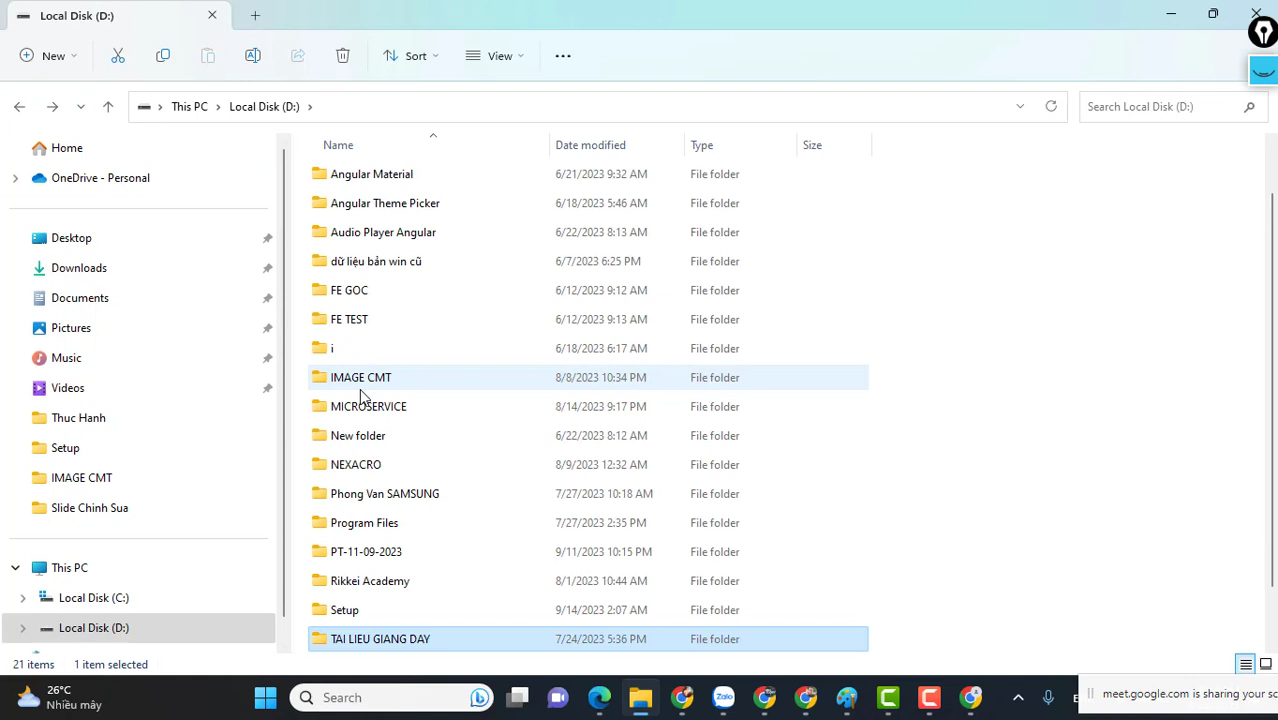 Local Disk (D:)
New
Sort
View
This PC
Local Disk (D:)
Search Local Disk (D:)
Home
OneDrive - Personal
Desktop
Downloads
Documents
Pictures
Music
Videos
Thuc Hanh
Setup
IMAGE CMT
Slide Chinh Sua
This PC
Local Disk (C:)
Local Disk (D:)
Name Date modified Type Size
Angular Material 6/21/2023 9:32 AM File folder
Angular Theme Picker 6/18/2023 5:46 AM File folder
Audio Player Angular 6/22/2023 8:13 AM File folder
dữ liệu bản win cũ 6/7/2023 6:25 PM File folder
FE GOC 6/12/2023 9:12 AM File folder
FE TEST 6/12/2023 9:13 AM File folder
i 6/18/2023 6:17 AM File folder
IMAGE CMT 8/8/2023 10:34 PM File folder
MICROSERVICE 8/14/2023 9:17 PM File folder
New folder 6/22/2023 8:12 AM File folder
NEXACRO 8/9/2023 12:32 AM File folder
Phong Van SAMSUNG 7/27/2023 10:18 AM File folder
Program Files 7/27/2023 2:35 PM File folder
PT-11-09-2023 9/11/2023 10:15 PM File folder
Rikkei Academy 8/1/2023 10:44 AM File folder
Setup 9/14/2023 2:07 AM File folder
TAI LIEU GIANG DAY 7/24/2023 5:36 PM File folder
21 items 1 item selected
26°C
Nhiều mây
Search
Zalo
meet.google.com is sharing your sc